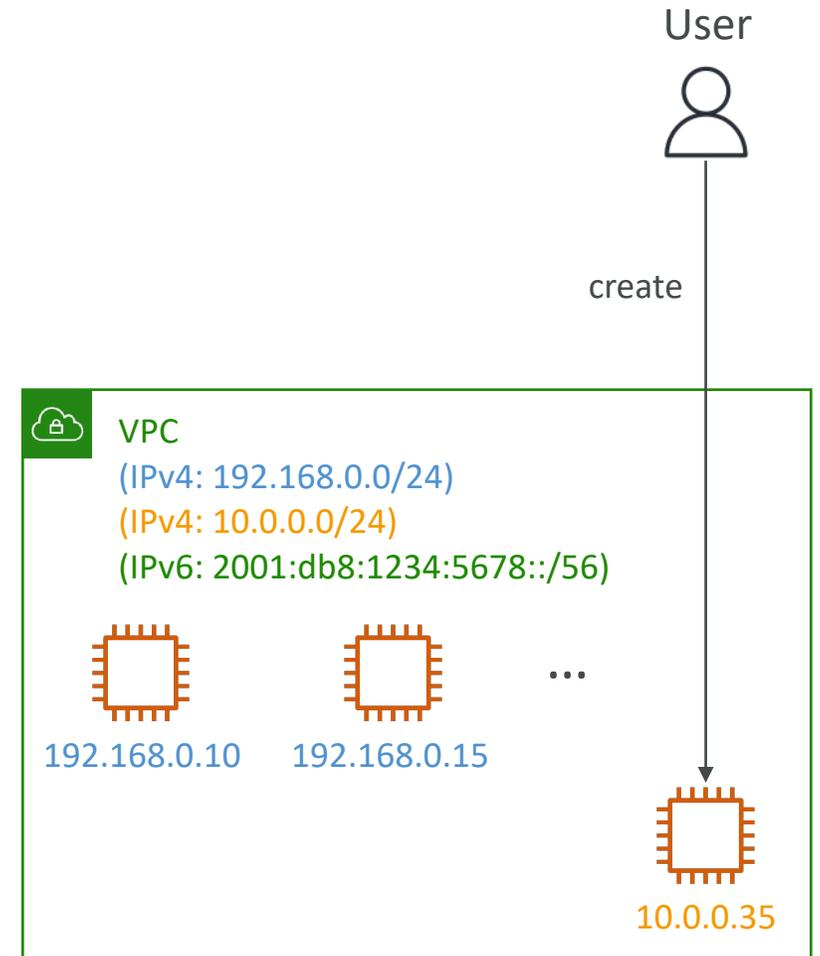 User
create
VPC
(IPv4: 192.168.0.0/24)
(IPv4: 10.0.0.0/24)
(IPv6: 2001:db8:1234:5678::/56)
...
192.168.0.10 192.168.0.15
10.0.0.35